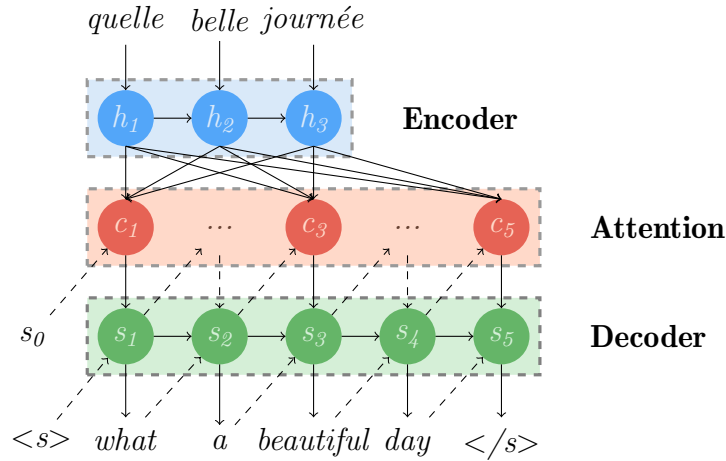 quelle belle journée
h1 h2 h3 Encoder
c1 ... c3 ... c5 Attention
s0
s1 s2 s3 s4 s5 Decoder
<s> what a beautiful day </s>